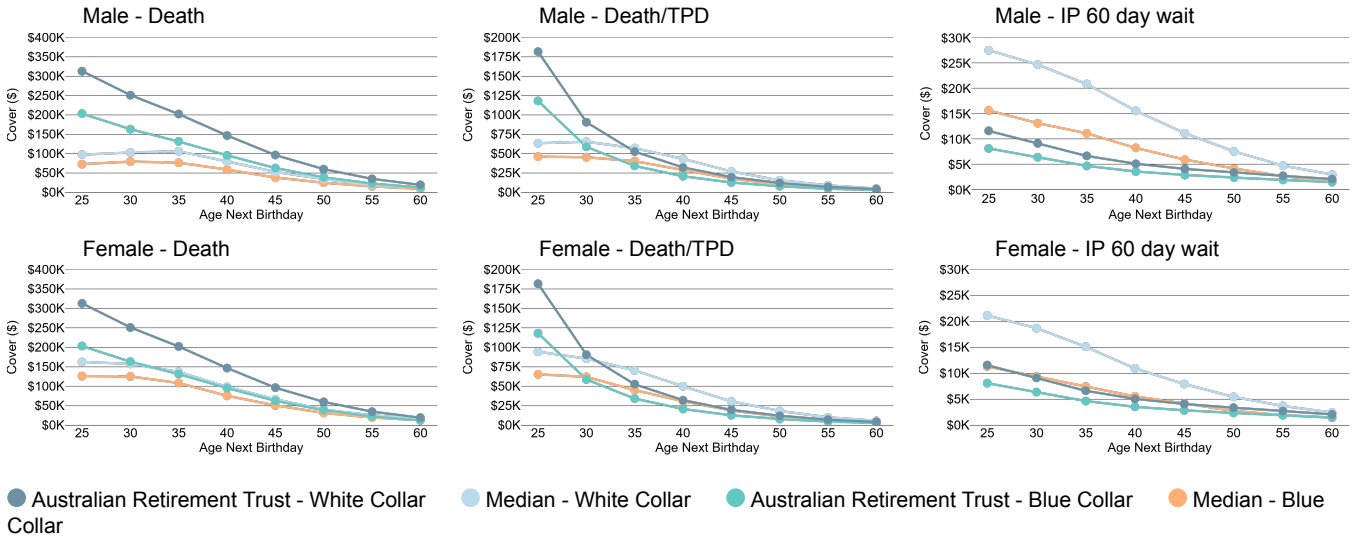 Male - Death
$400K
$350K
$300K
$250K
$200K
$150K
$100K
$50K
$0K
Cover ($)
25 30 35 40 45 50 55 60
Age Next Birthday
Male - Death/TPD
$200K
$175K
$150K
$125K
$100K
$75K
$50K
$25K
$0K
Cover ($)
25 30 35 40 45 50 55 60
Age Next Birthday
Male - IP 60 day wait
$30K
$25K
$20K
$15K
$10K
$5K
$0K
Cover ($)
25 30 35 40 45 50 55 60
Age Next Birthday
Female - Death
$400K
$350K
$300K
$250K
$200K
$150K
$100K
$50K
$0K
Cover ($)
25 30 35 40 45 50 55 60
Age Next Birthday
Female - Death/TPD
$200K
$175K
$150K
$125K
$100K
$75K
$50K
$25K
$0K
Cover ($)
25 30 35 40 45 50 55 60
Age Next Birthday
Female - IP 60 day wait
$30K
$25K
$20K
$15K
$10K
$5K
$0K
Cover ($)
25 30 35 40 45 50 55 60
Age Next Birthday
Australian Retirement Trust - White Collar Median - White Collar Australian Retirement Trust - Blue Collar Median - Blue
Collar